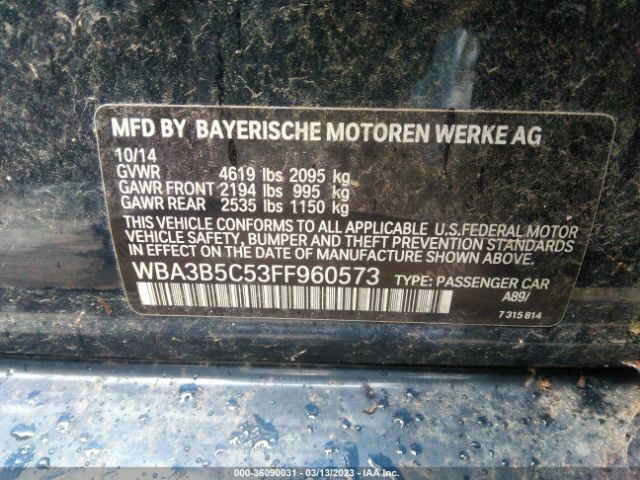 MFD BY BAYERISCHE MOTOREN WERKE AG
10/14
GVWR 4619 lbs 2095 kg
GAWR FRONT 2194 lbs 995 kg
GAWR REAR 2535 lbs 1150 kg
THIS VEHICLE CONFORMS TO ALL APPLICABLE U.S.FEDERAL MOTOR
VEHICLE SAFETY, BUMPER AND THEFT PREVENTION STANDARDS
IN EFFECT ON THE DATE OF MANUFACTURE SHOWN ABOVE.
WBA3B5C53FF960573 TYPE: PASSENGER CAR
A89/
7 315 814
000-36090031 - 03/13/2023 - IAA Inc.